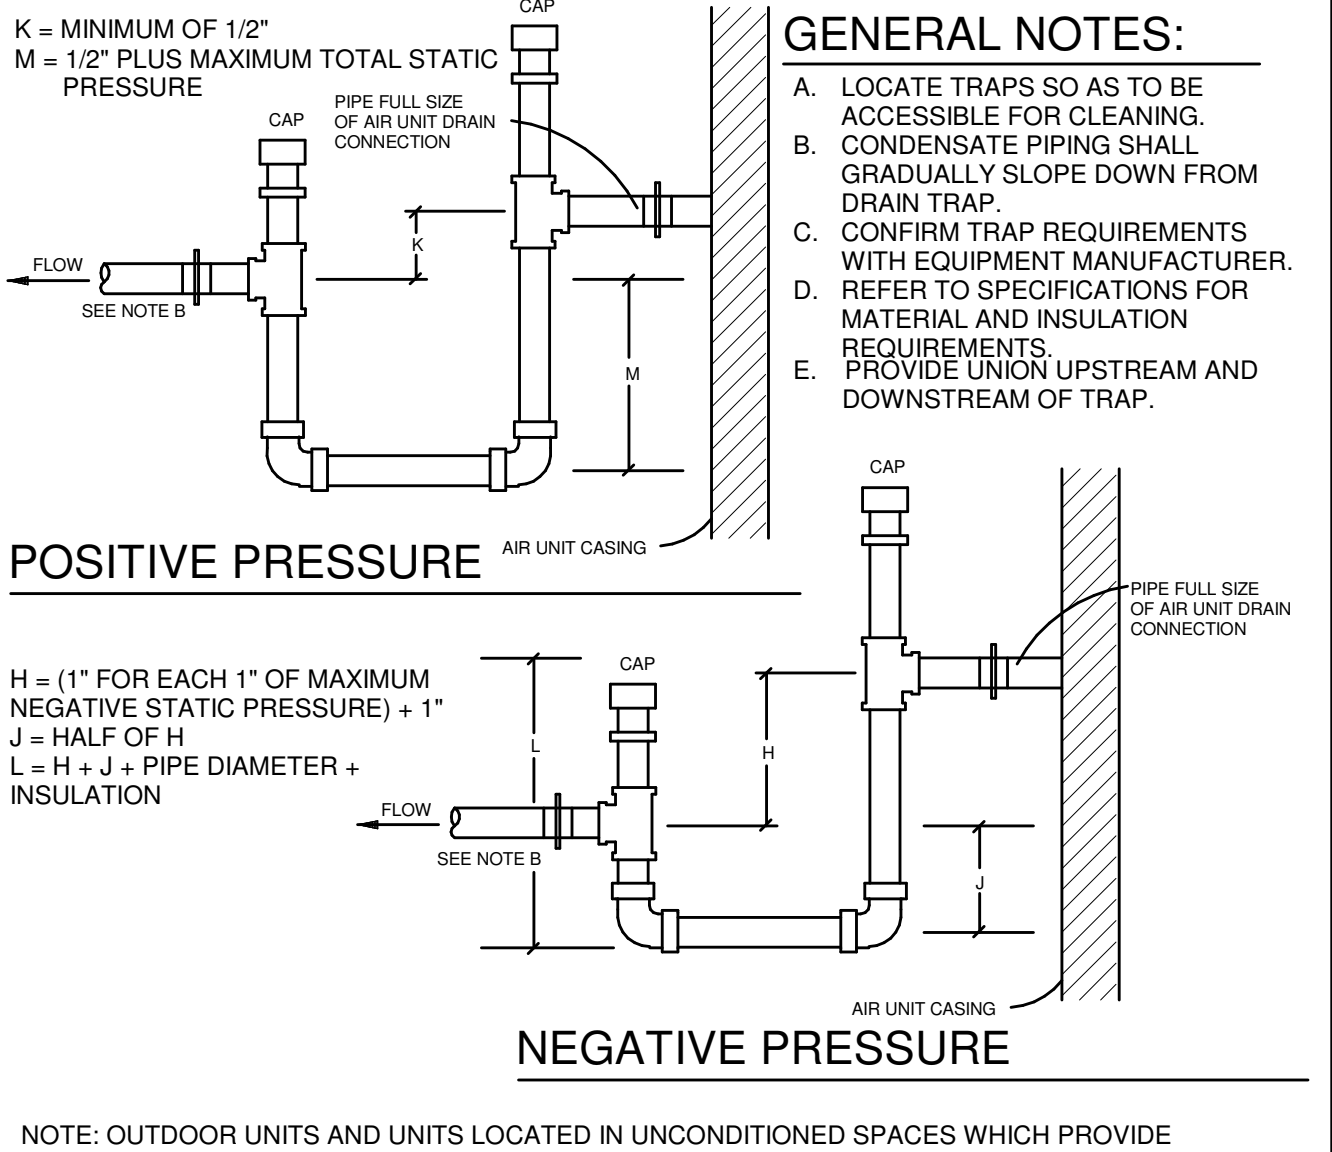 K = MINIMUM OF 1/2"
M = 1/2" PLUS MAXIMUM TOTAL STATIC
PRESSURE
CAP
PIPE FULL SIZE
OF AIR UNIT DRAIN
CONNECTION
CAP
K
FLOW
SEE NOTE B
M
AIR UNIT CASING
POSITIVE PRESSURE
GENERAL NOTES:
A. LOCATE TRAPS SO AS TO BE
ACCESSIBLE FOR CLEANING.
B. CONDENSATE PIPING SHALL
GRADUALLY SLOPE DOWN FROM
DRAIN TRAP.
C. CONFIRM TRAP REQUIREMENTS
WITH EQUIPMENT MANUFACTURER.
D. REFER TO SPECIFICATIONS FOR
MATERIAL AND INSULATION
REQUIREMENTS.
E. PROVIDE UNION UPSTREAM AND
DOWNSTREAM OF TRAP.
H = (1" FOR EACH 1" OF MAXIMUM
NEGATIVE STATIC PRESSURE) + 1"
J = HALF OF H
L = H + J + PIPE DIAMETER +
INSULATION
CAP
PIPE FULL SIZE
OF AIR UNIT DRAIN
CONNECTION
CAP
L
H
FLOW
SEE NOTE B
J
AIR UNIT CASING
NEGATIVE PRESSURE
NOTE: OUTDOOR UNITS AND UNITS LOCATED IN UNCONDITIONED SPACES WHICH PROVIDE